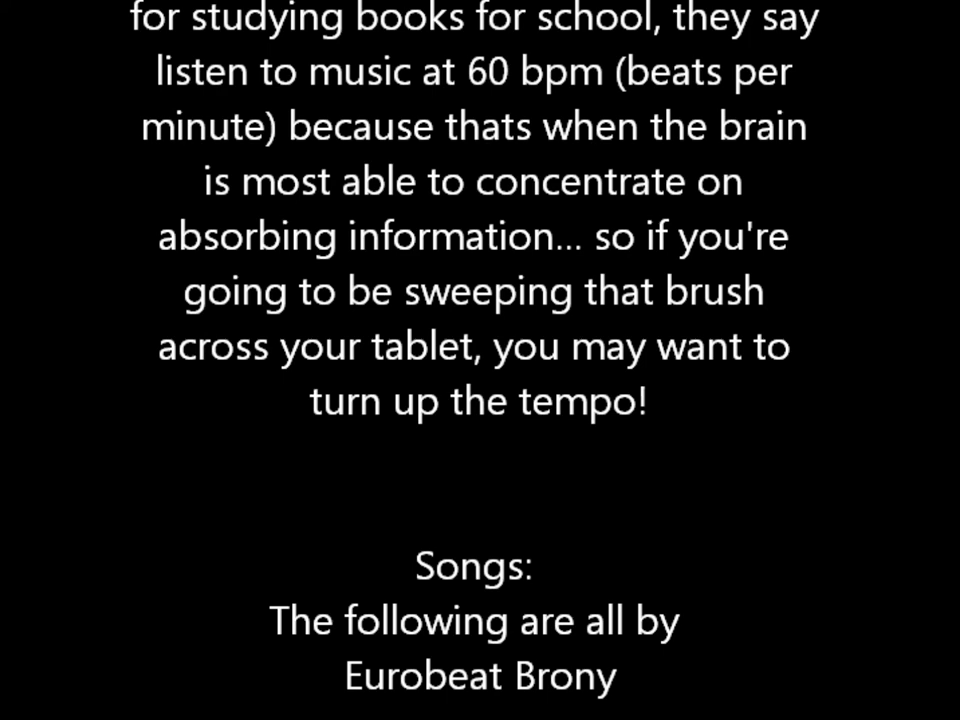 for studying books for school, they say
listen to music at 60 bpm (beats per
minute) because thats when the brain
is most able to concentrate on
absorbing information... so if you're
going to be sweeping that brush
across your tablet, you may want to
turn up the tempo!
Songs:
The following are all by
Eurobeat Brony